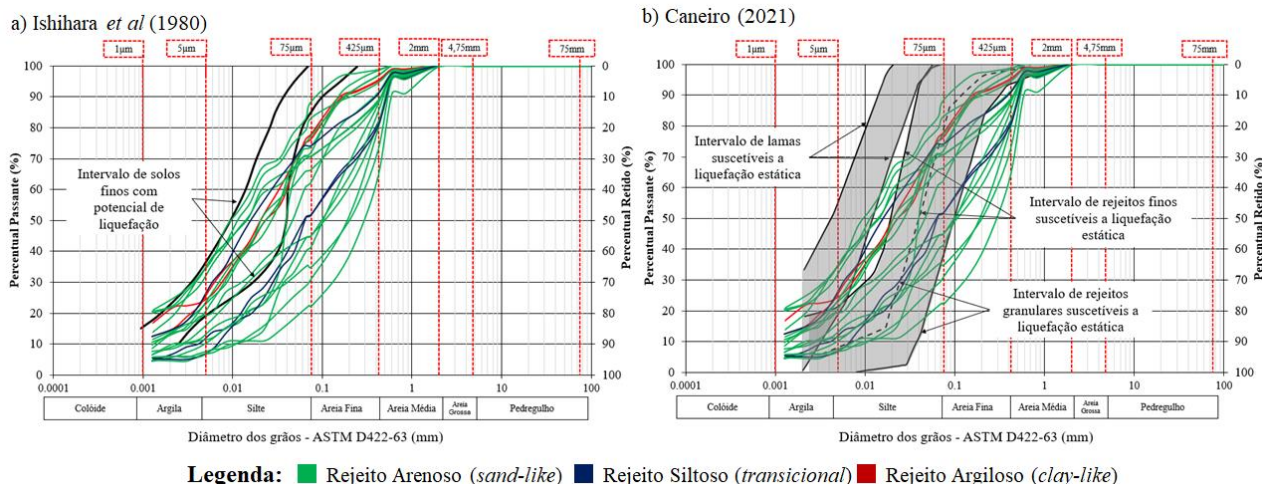 a) Ishihara et al (1980)
1µm
5µm
75µm
425µm
2mm
4,75mm
75mm
Percentual Passante (%)
100
90
80
70
60
50
40
30
20
10
0
Intervalo de solos
finos com
potencial de
liquefação
0
10
20
30
40
50
60
70
80
90
100
Percentual Retido (%)
0.0001
0.001
0.01
0.1
1
10
100
Colóide
Argila
Silte
Areia Fina
Areia Média
Areia
Grossa
Pedregulho
Diâmetro dos grãos - ASTM D422-63 (mm)
b) Caneiro (2021)
1µm
5µm
75µm
425µm
2mm
4,75mm
75mm
Percentual Passante (%)
100
90
80
70
60
50
40
30
20
10
0
Intervalo de lamas
suscetíveis a
liquefação estática
Intervalo de rejeitos finos
suscetíveis a liquefação
estática
Intervalo de rejeitos
granulares suscetíveis a
liquefação estática
0
10
20
30
40
50
60
70
80
90
100
Percentual Retido (%)
0.0001
0.001
0.01
0.1
1
10
100
Colóide
Argila
Silte
Areia Fina
Areia Média
Areia
Grossa
Pedregulho
Diâmetro dos grãos - ASTM D422-63 (mm)
Legenda: Rejeito Arenoso (sand-like) Rejeito Siltoso (transicional) Rejeito Argiloso (clay-like)